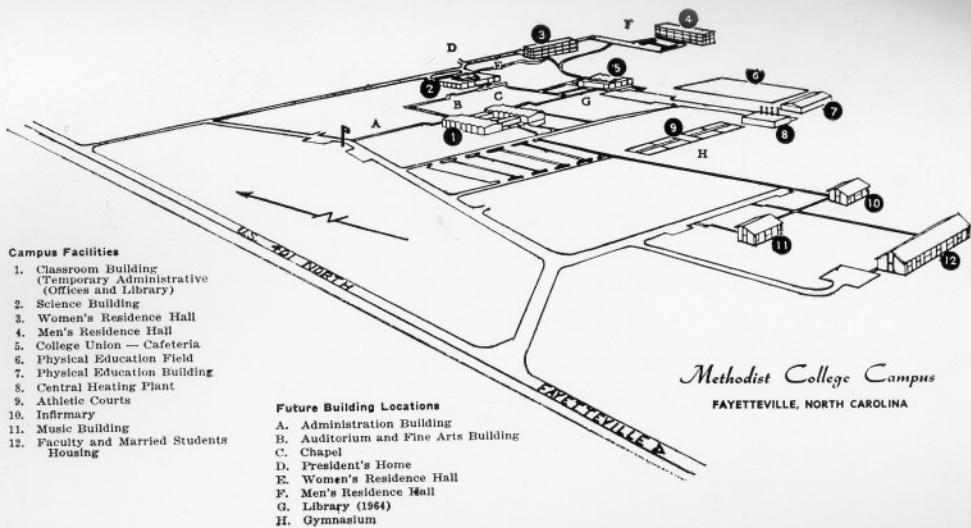 D
3
F
4
E
2
5
B
C
6
A
G
1
9
7
8
H
N
U.S. 401 NORTH
10
11
12
Campus Facilities
1. Classroom Building
(Temporary Administrative
(Offices and Library)
2. Science Building
3. Women's Residence Hall
4. Men's Residence Hall
5. College Union — Cafeteria
6. Physical Education Field
7. Physical Education Building
8. Central Heating Plant
9. Athletic Courts
10. Infirmary
11. Music Building
12. Faculty and Married Students
Housing
FAYETTEVILLE
Methodist College Campus
FAYETTEVILLE, NORTH CAROLINA
Future Building Locations
A. Administration Building
B. Auditorium and Fine Arts Building
C. Chapel
D. President's Home
E. Women's Residence Hall
F. Men's Residence Hall
G. Library (1964)
H. Gymnasium